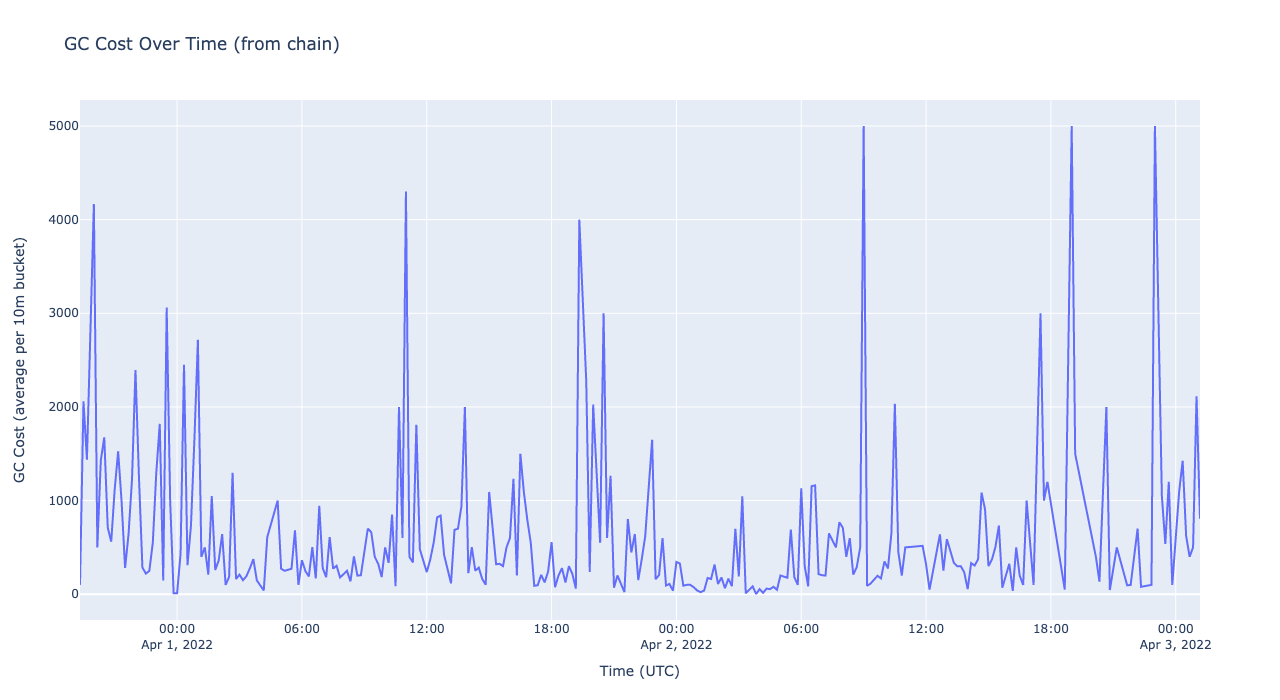 GC Cost Over Time (from chain)
GC Cost (average per 10m bucket)
5000
4000
3000
2000
1000
0
00:00
Apr 1, 2022
06:00
12:00
18:00
00:00
Apr 2, 2022
06:00
12:00
18:00
00:00
Apr 3, 2022
Time (UTC)